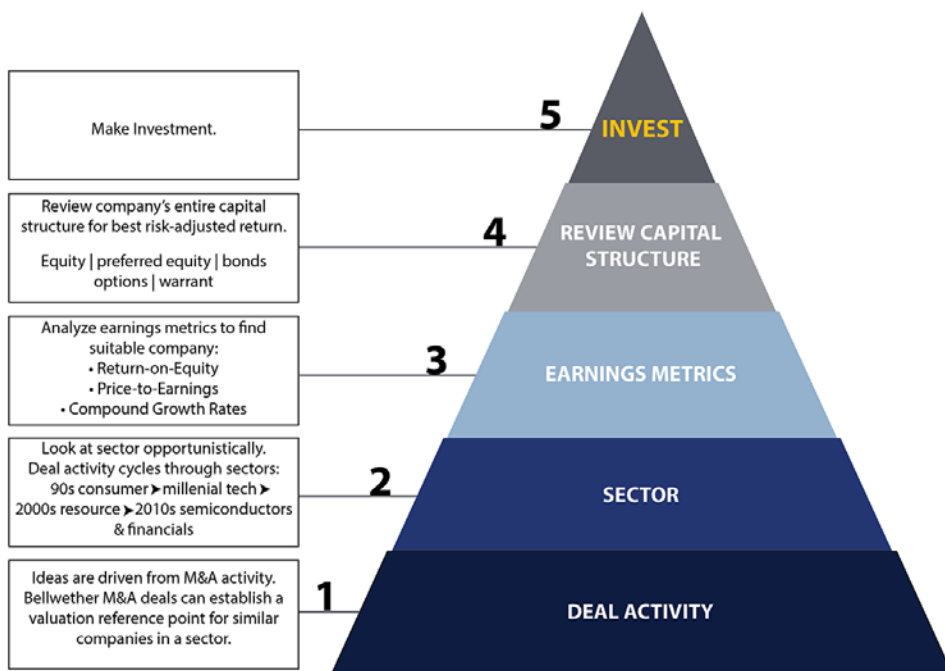 Make Investment.
5
INVEST
Review company's entire capital
structure for best risk-adjusted return.
Equity | preferred equity | bonds
options | warrant
4
REVIEW CAPITAL
STRUCTURE
Analyze earnings metrics to find
suitable company:
• Return-on-Equity
• Price-to-Earnings
• Compound Growth Rates
3
EARNINGS METRICS
Look at sector opportunistically.
Deal activity cycles through sectors:
90s consumer➤millenial tech➤
2000s resource➤2010s semiconductors
& financials
2
SECTOR
Ideas are driven from M&A activity.
Bellwether M&A deals can establish a
valuation reference point for similar
companies in a sector.
1
DEAL ACTIVITY